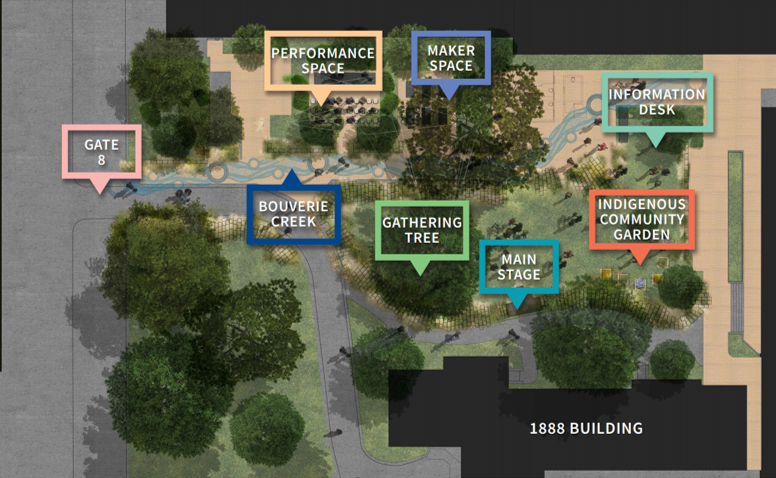 PERFORMANCE
SPACE
MAKER
SPACE
INFORMATION
DESK
GATE
8
BOUVERIE
CREEK
GATHERING
TREE
INDIGENOUS
COMMUNITY
GARDEN
MAIN
STAGE
1888 BUILDING